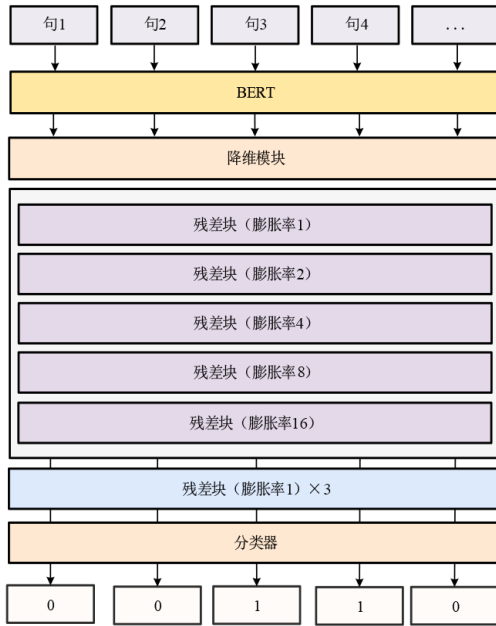 句1 句2 句3 句4 ...
BERT
降维模块
残差块（膨胀率1）
残差块（膨胀率2）
残差块（膨胀率4）
残差块（膨胀率8）
残差块（膨胀率16）
残差块（膨胀率1）×3
分类器
0 0 1 1 0